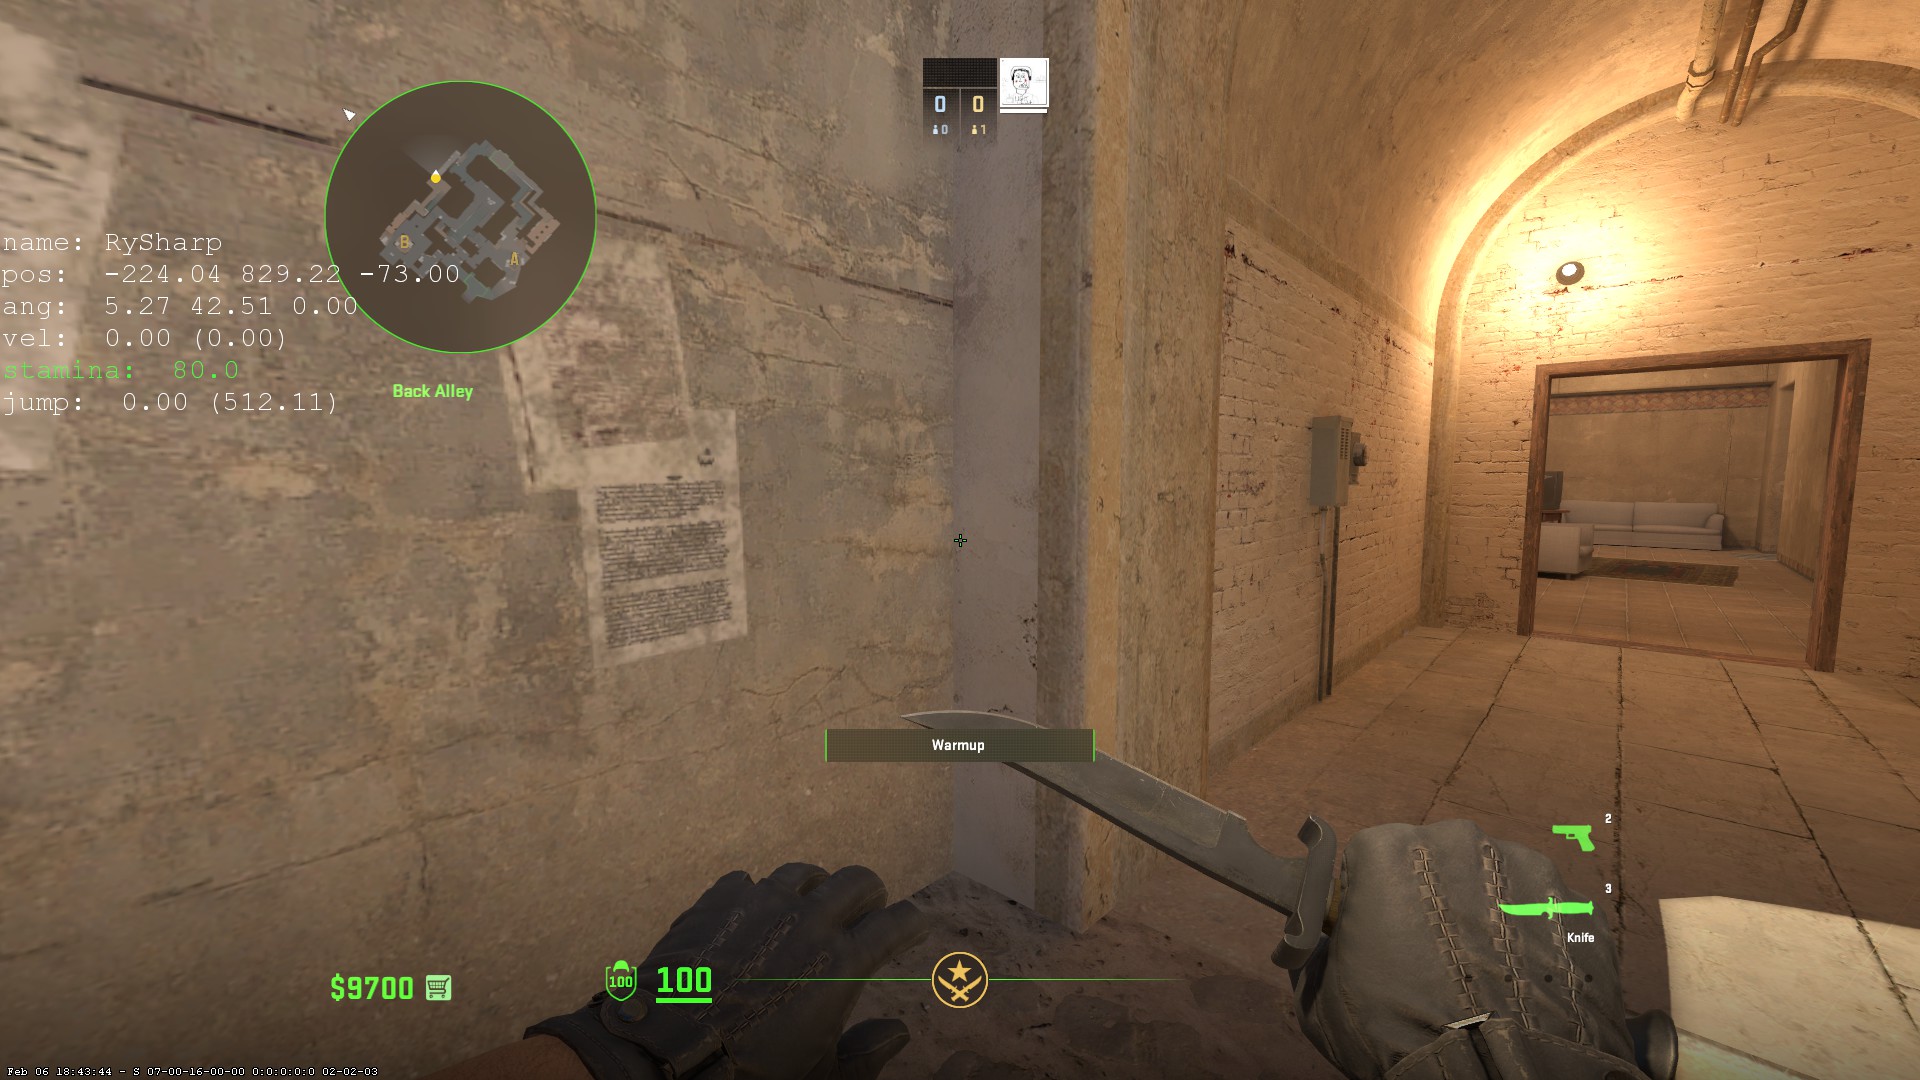 0 0
0 1
name: RySharp
B
A
pos: -224.04 829.22 -73.00
ang: 5.27 42.51 0.00
vel: 0.00 (0.00)
stamina: 80.0
jump: 0.00 (512.11)
Back Alley
Warmup
2
3
Knife
$9700
100
100
Feb 06 18:43:44 - S 07-00-16-00-00 0:0:0:0:0 02-02-03